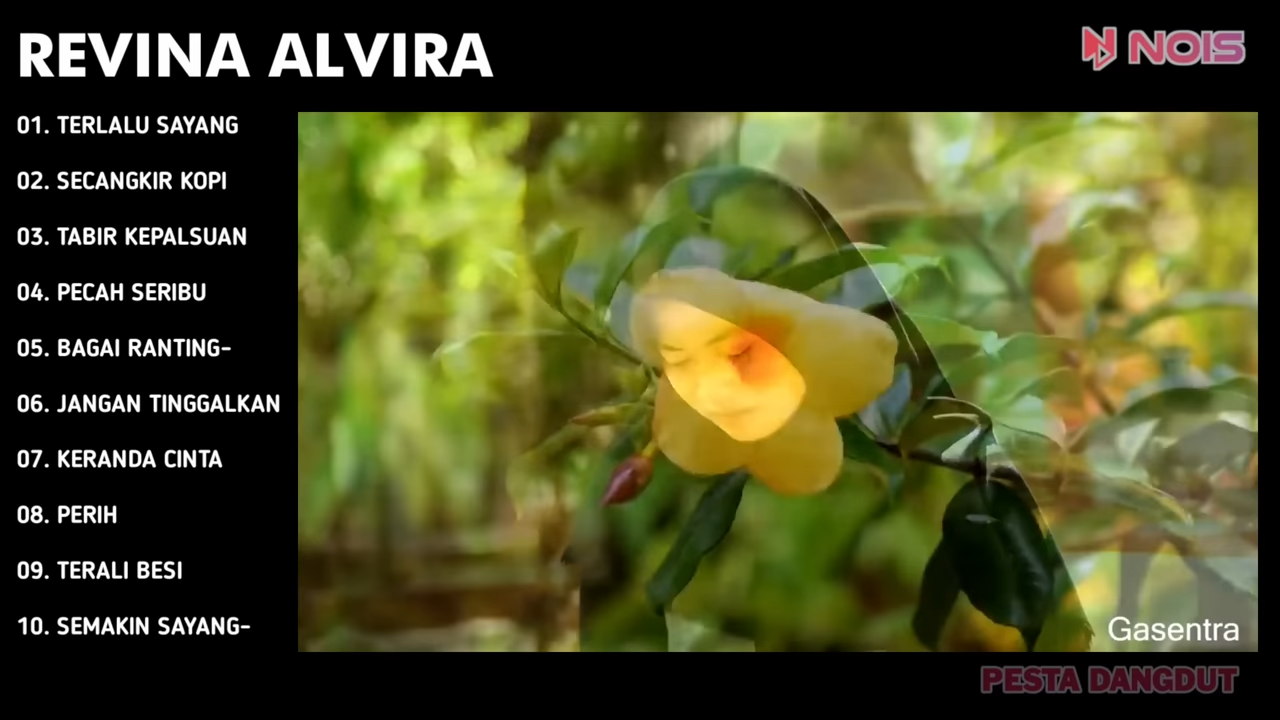 REVINA ALVIRA
NOIS
01. TERLALU SAYANG
02. SECANGKIR KOPI
03. TABIR KEPALSUAN
04. PECAH SERIBU
05. BAGAI RANTING-
06. JANGAN TINGGALKAN
07. KERANDA CINTA
08. PERIH
09. TERALI BESI
10. SEMAKIN SAYANG-
Gasentra
PESTA DANGDUT